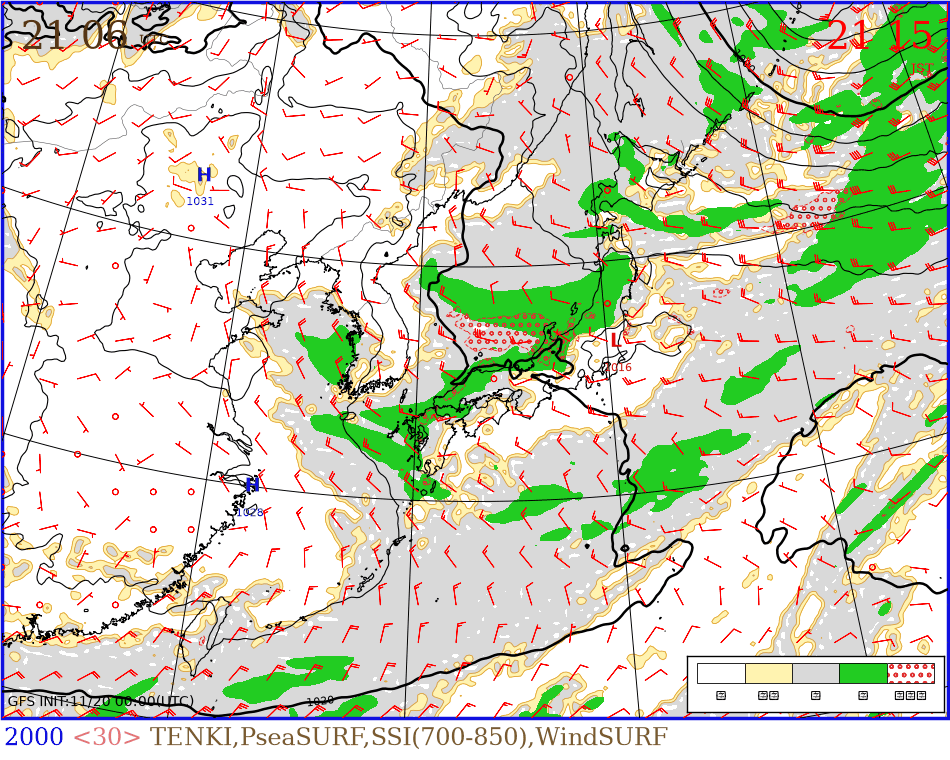 21 06
21 15
JST
H
1031
L
1016
H
1028
1020
GFS INIT:11/20 00:00(UTC)
2000 <30> TENKI,PseaSURF,SSI(700-850),WindSURF